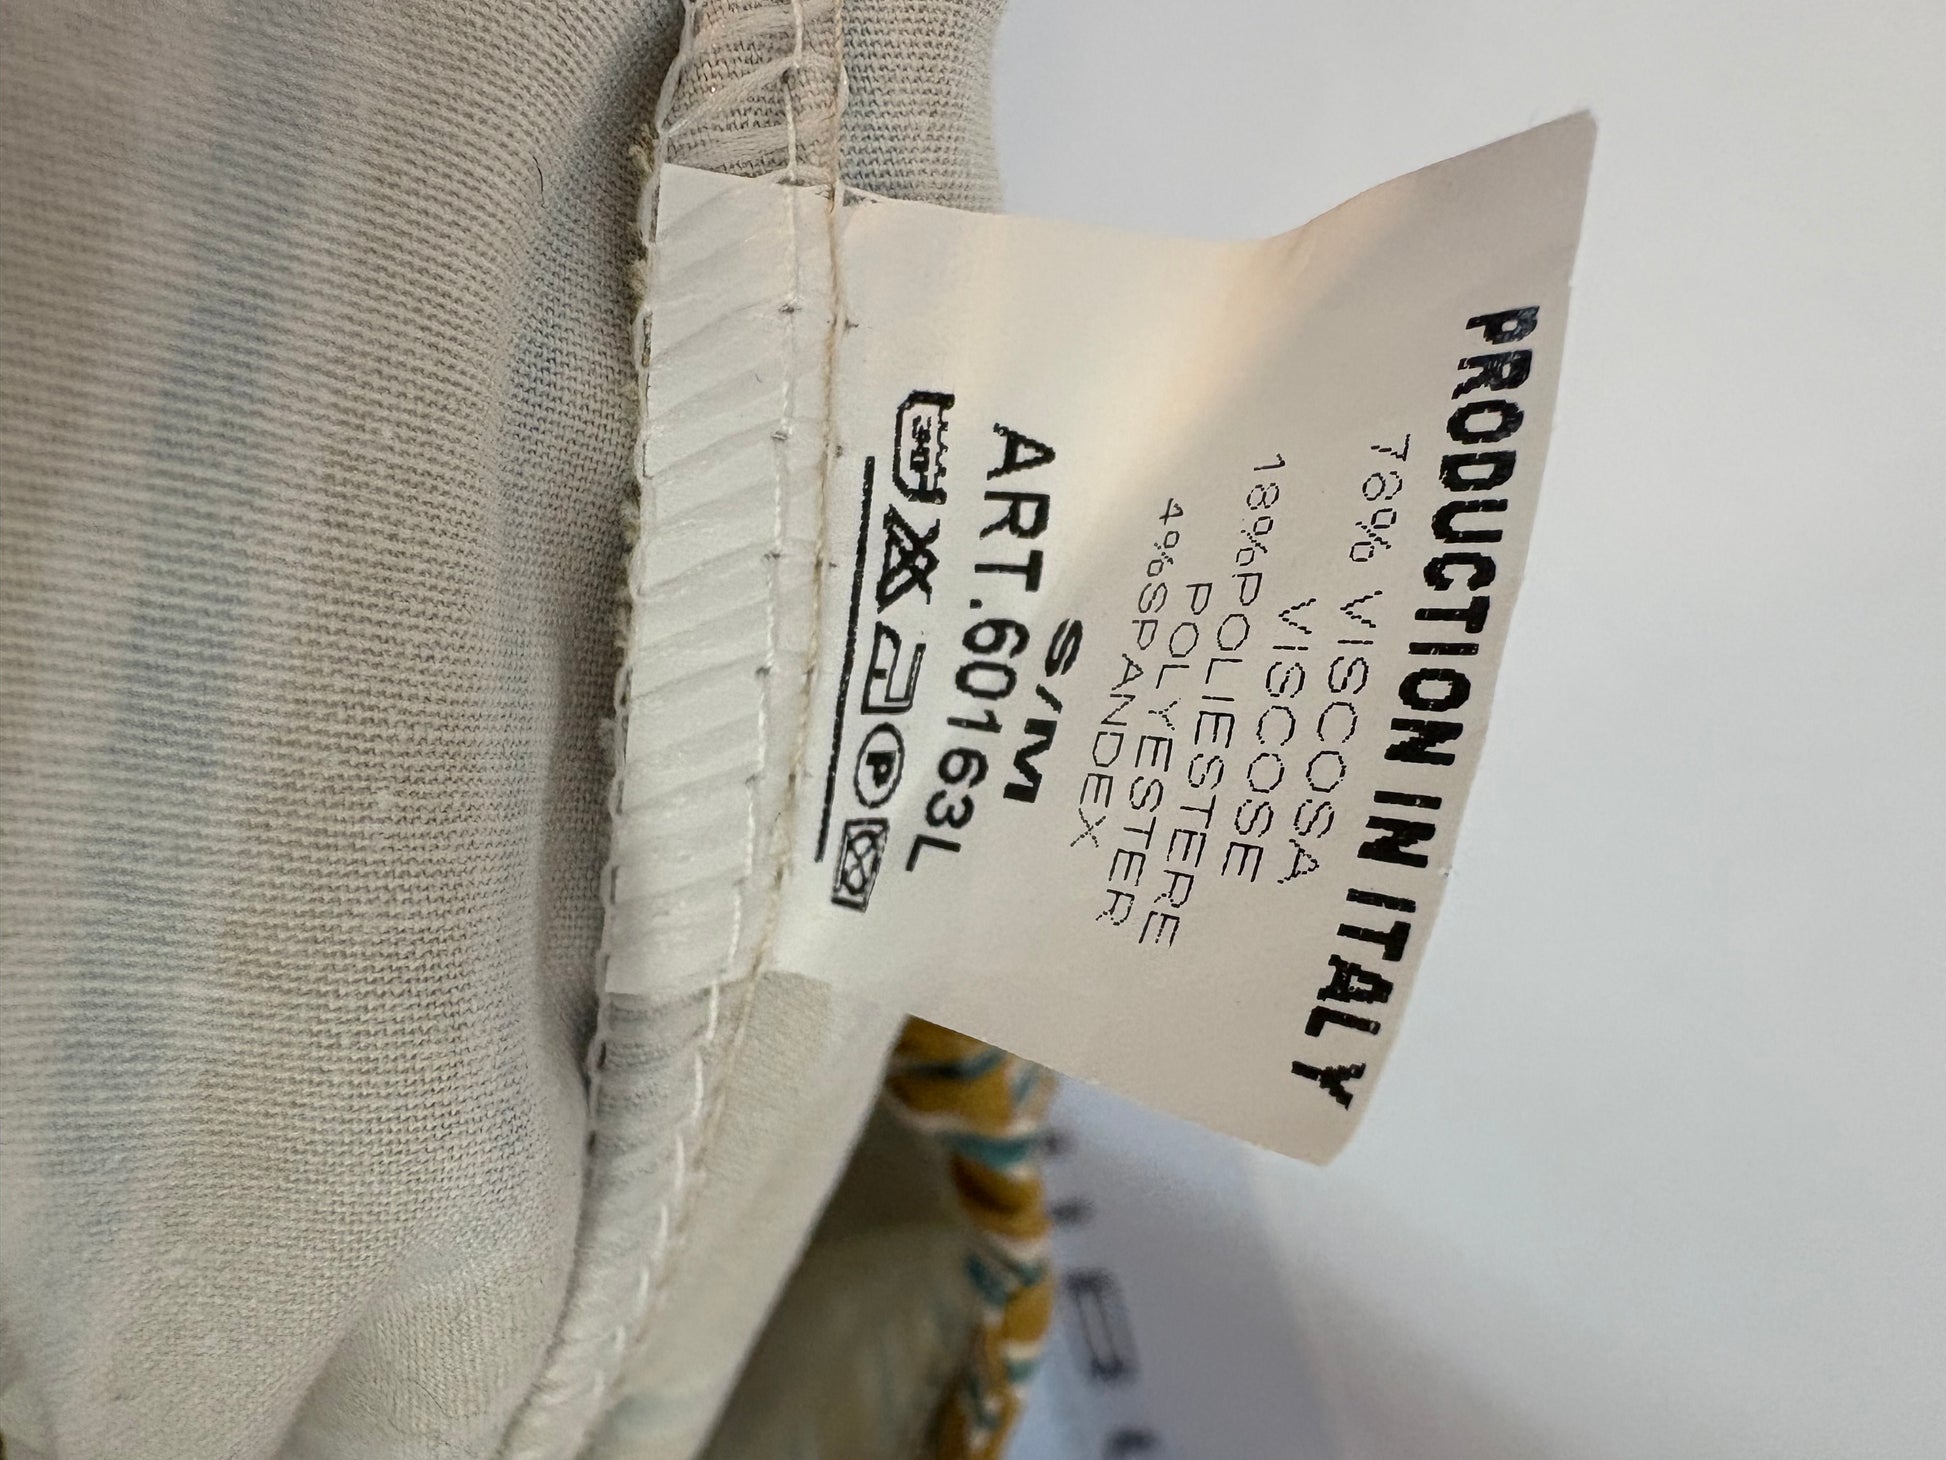 PRODUCTION IN ITALY
76% VISCOSA
VISCOSE
18%POLIESTERE
POLYESTER
4%SPANDEX
S/M
ART.60163L
P